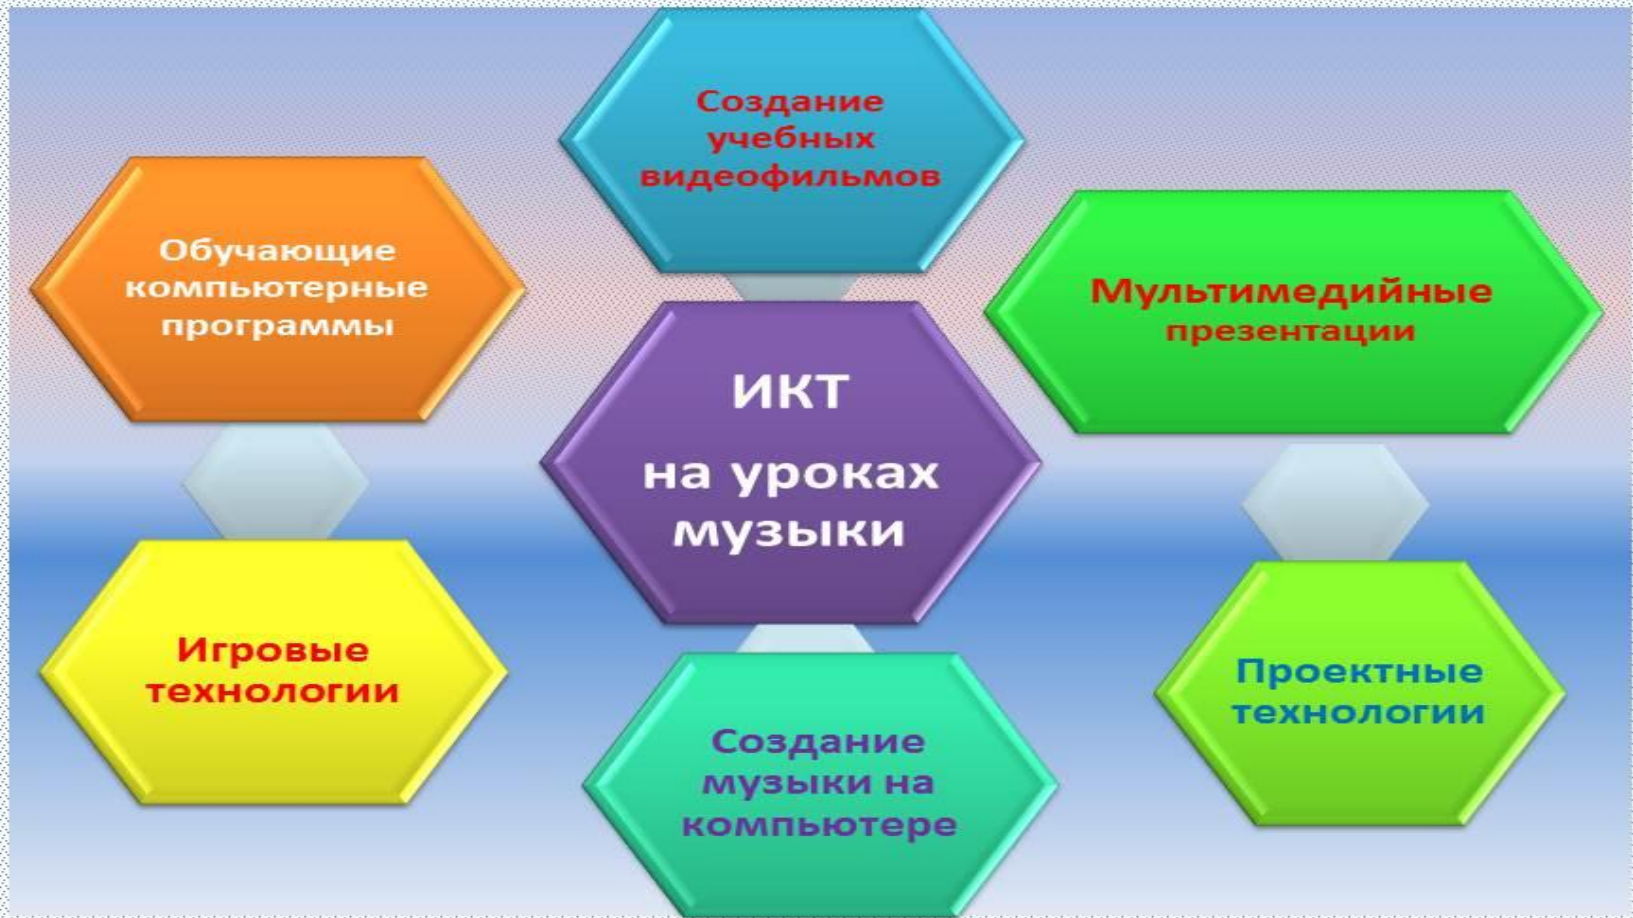 Создание
учебных
видеофильмов
Обучающие
компьютерные
программы
Мультимедийные
презентации
ИКТ
на уроках
музыки
Игровые
технологии
Проектные
технологии
Создание
музыки на
компьютере